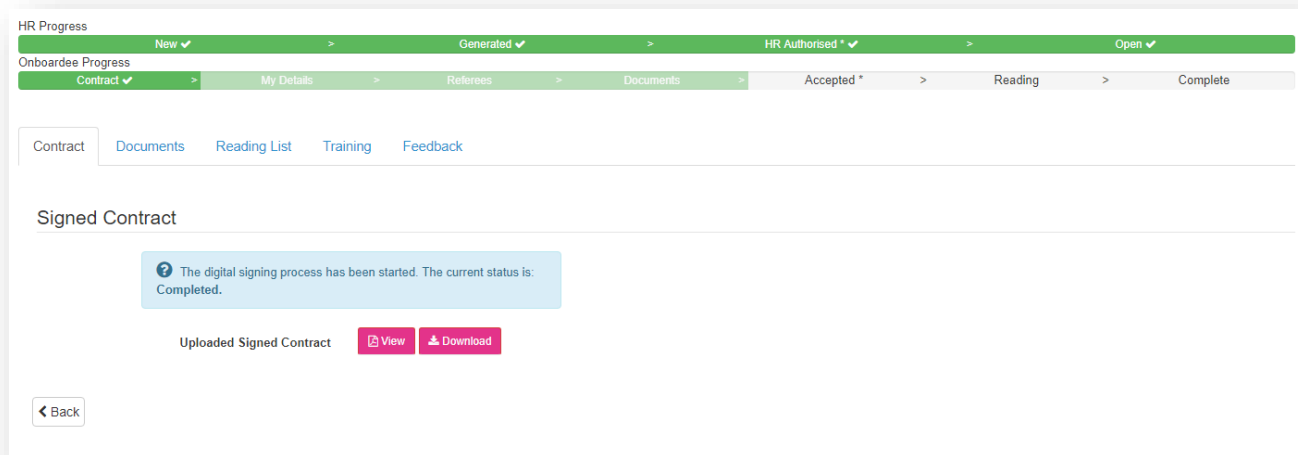 HR Progress
New ✔ > Generated ✔ > HR Authorised * ✔ > Open ✔
Onboardee Progress
Contract ✔ > My Details > Referees > Documents > Accepted * > Reading > Complete
Contract Documents Reading List Training Feedback
Signed Contract
The digital signing process has been started. The current status is:
Completed.
Uploaded Signed Contract View Download
Back